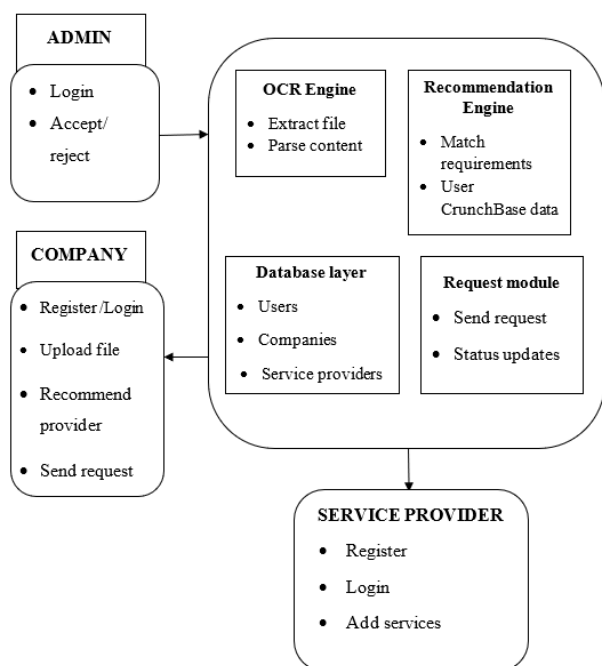 ADMIN
• Login
• Accept/
reject
OCR Engine
• Extract file
• Parse content
Recommendation
Engine
• Match
requirements
• User
CrunchBase data
COMPANY
• Register/Login
• Upload file
• Recommend
provider
• Send request
Database layer
• Users
• Companies
• Service providers
Request module
• Send request
• Status updates
SERVICE PROVIDER
• Register
• Login
• Add services